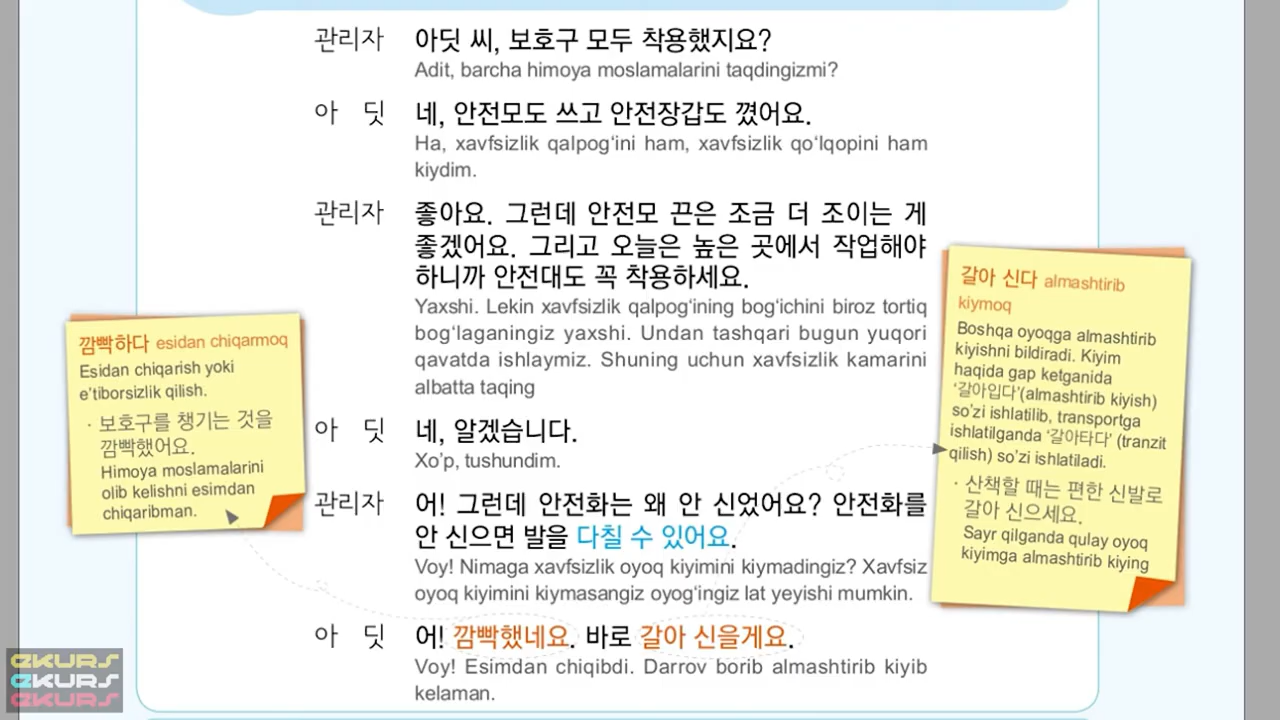 관리자 아딧 씨, 보호구 모두 착용했지요?
Adit, barcha himoya moslamalarini taqdingizmi?
아 딧 네, 안전모도 쓰고 안전장갑도 꼈어요.
Ha, xavfsizlik qalpog‘ini ham, xavfsizlik qo‘lqopini ham
kiydim.
관리자 좋아요. 그런데 안전모 끈은 조금 더 조이는 게
좋겠어요. 그리고 오늘은 높은 곳에서 작업해야
하니까 안전대도 꼭 착용하세요.
Yaxshi. Lekin xavfsizlik qalpog‘ining bog‘ichini biroz tortiq
bog‘laganingiz yaxshi. Undan tashqari bugun yuqori
qavatda ishlaymiz. Shuning uchun xavfsizlik kamarini
albatta taqing
아 딧 네, 알겠습니다.
Xo’p, tushundim.
관리자 어! 그런데 안전화는 왜 안 신었어요? 안전화를
안 신으면 발을 다칠 수 있어요.
Voy! Nimaga xavfsizlik oyoq kiyimini kiymadingiz? Xavfsiz
oyoq kiyimini kiymasangiz oyog‘ingiz lat yeyishi mumkin.
아 딧 어! 깜빡했네요. 바로 갈아 신을게요.
Voy! Esimdan chiqibdi. Darrov borib almashtirib kiyib
kelaman.
깜빡하다 esidan chiqarmoq
Esidan chiqarish yoki
e’tiborsizlik qilish.
· 보호구를 챙기는 것을
깜빡했어요.
Himoya moslamalarini
olib kelishni esimdan
chiqaribman.
갈아 신다 almashtirib
kiymoq
Boshqa oyoqga almashtirib
kiyishni bildiradi. Kiyim
haqida gap ketganida
‘갈아입다’(almashtirib kiyish)
so’zi ishlatilib, transportga
ishlatilganda ‘갈아타다’ (tranzit
qilish) so’zi ishlatiladi.
· 산책할 때는 편한 신발로
갈아 신으세요.
Sayr qilganda qulay oyoq
kiyimga almashtirib kiying
eKURS
eKURS
eKURS